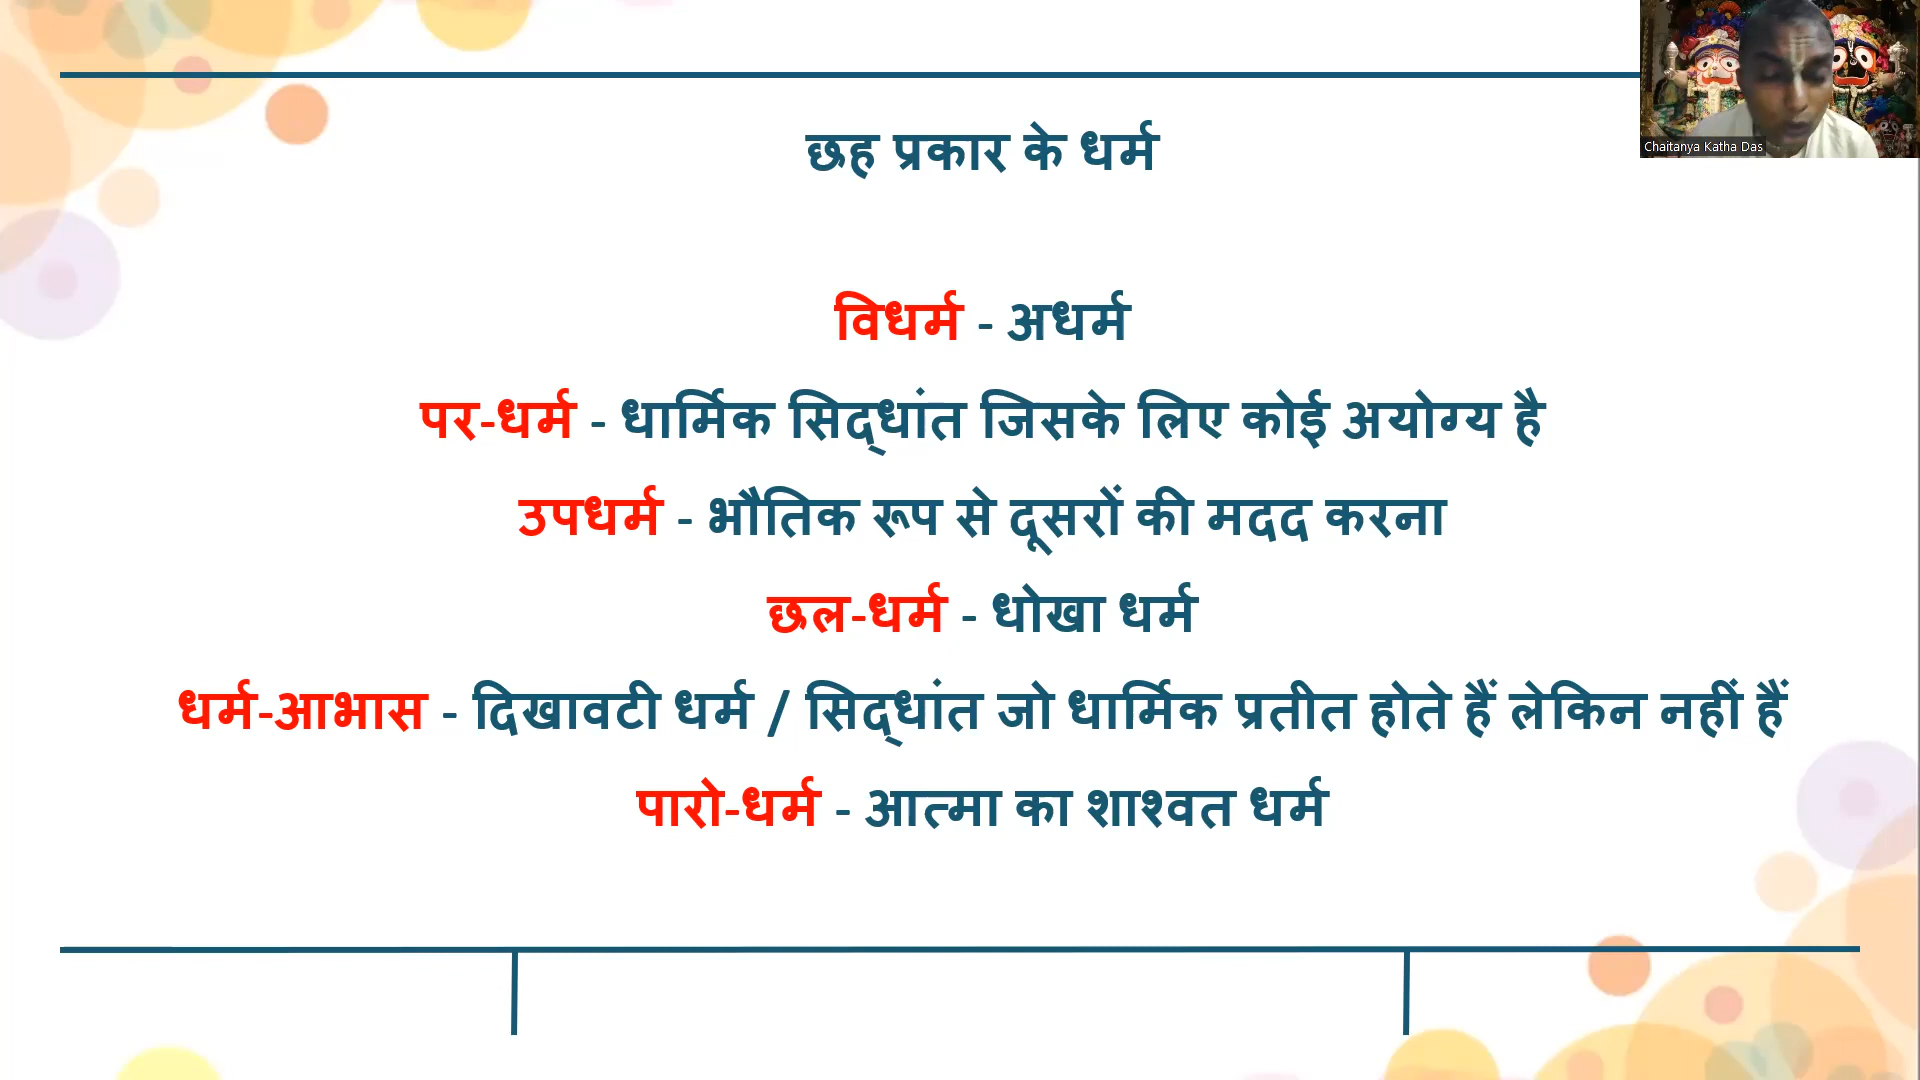 Chaitanya Katha Das
छह प्रकार के धर्म
विधर्म - अधर्म
पर-धर्म - धार्मिक सिद्धांत जिसके लिए कोई अयोग्य है
उपधर्म - भौतिक रूप से दूसरों की मदद करना
छल-धर्म - धोखा धर्म
धर्म-आभास - दिखावटी धर्म / सिद्धांत जो धार्मिक प्रतीत होते हैं लेकिन नहीं हैं
पारो-धर्म - आत्मा का शाश्वत धर्म